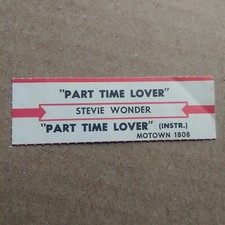 "PART TIME LOVER"
STEVIE WONDER
"PART TIME LOVER" (INSTR.)
MOTOWN 1808